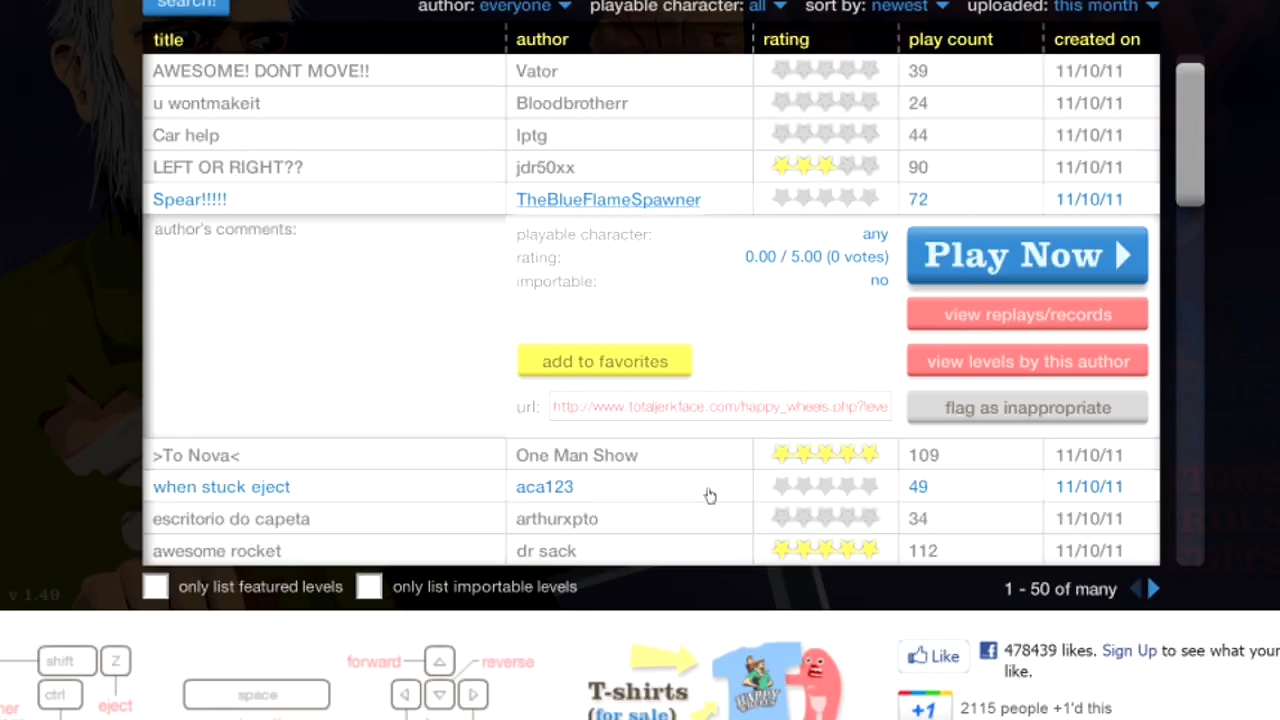 search!
author: everyone playable character: all sort by: newest uploaded: this month
title author rating play count created on
AWESOME! DONT MOVE!! Vator 39 11/10/11
u wontmakeit Bloodbrotherr 24 11/10/11
Car help lptg 44 11/10/11
LEFT OR RIGHT?? jdr50xx 90 11/10/11
Spear!!!!! TheBlueFlameSpawner 72 11/10/11
author's comments:
playable character: any
rating: 0.00 / 5.00 (0 votes)
importable: no
Play Now
view replays/records
add to favorites
view levels by this author
url: http://www.totaljerkface.com/happy_wheels.php?leve
flag as inappropriate
>To Nova< One Man Show 109 11/10/11
when stuck eject aca123 49 11/10/11
escritorio do capeta arthurxpto 34 11/10/11
awesome rocket dr sack 112 11/10/11
only list featured levels only list importable levels 1 - 50 of many
v 1.49
shift Z
ctrl
eject
space
forward reverse
T-shirts
(for sale)
HAPPY WHEELS
Like 478439 likes. Sign Up to see what your
like.
+1 2115 people +1'd this